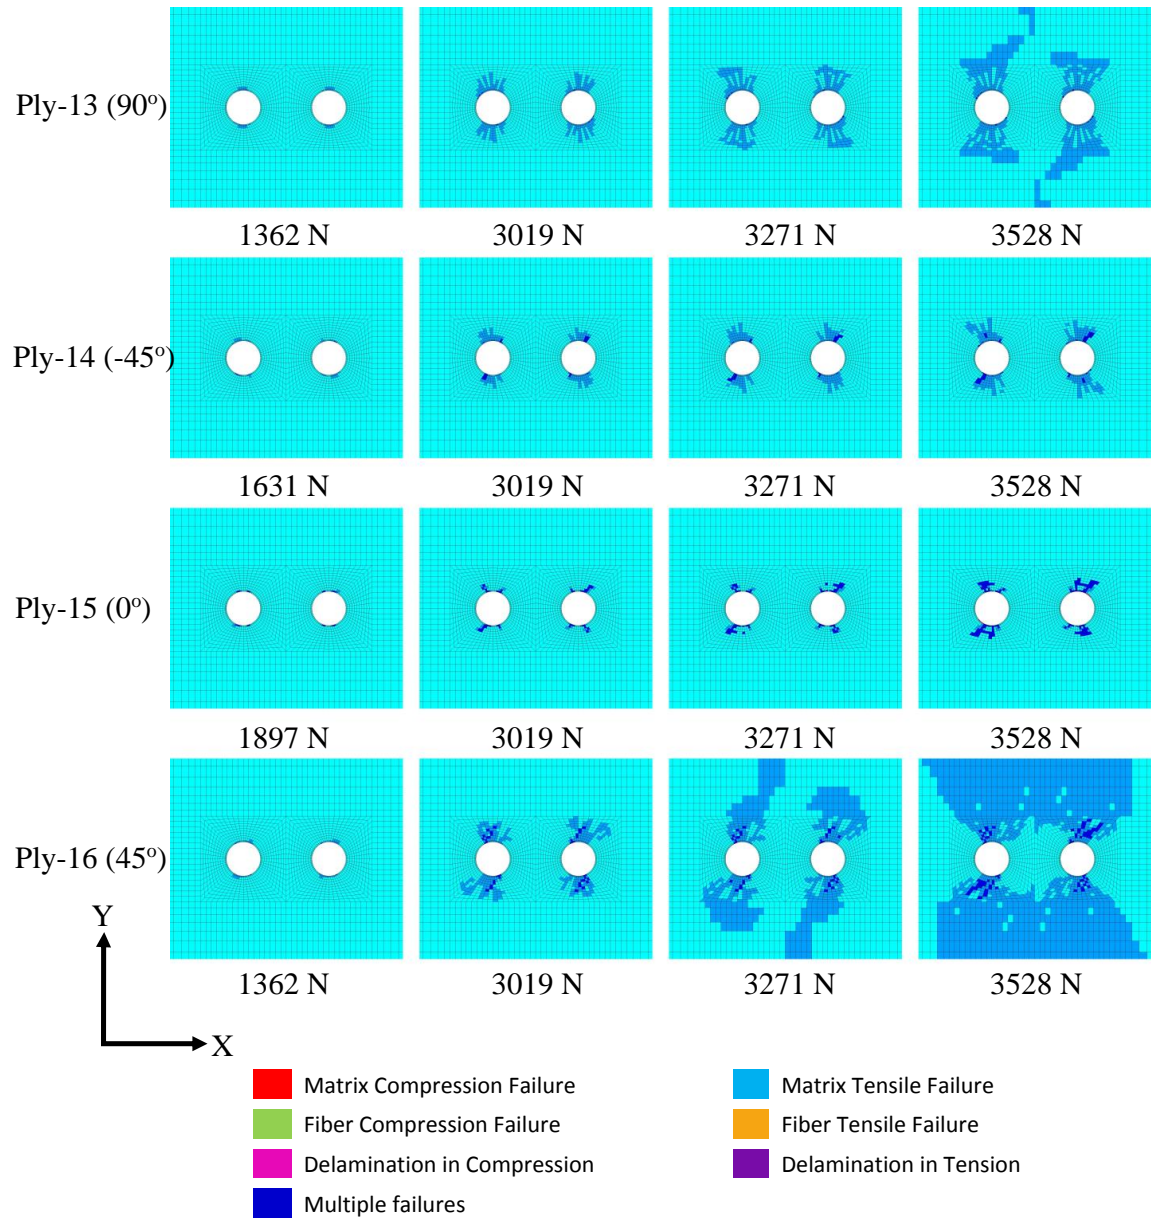 Ply-13 (90°)
1362 N 3019 N 3271 N 3528 N
Ply-14 (-45°)
1631 N 3019 N 3271 N 3528 N
Ply-15 (0°)
1897 N 3019 N 3271 N 3528 N
Ply-16 (45°)
1362 N 3019 N 3271 N 3528 N
Y
X
Matrix Compression Failure
Matrix Tensile Failure
Fiber Compression Failure
Fiber Tensile Failure
Delamination in Compression
Delamination in Tension
Multiple failures